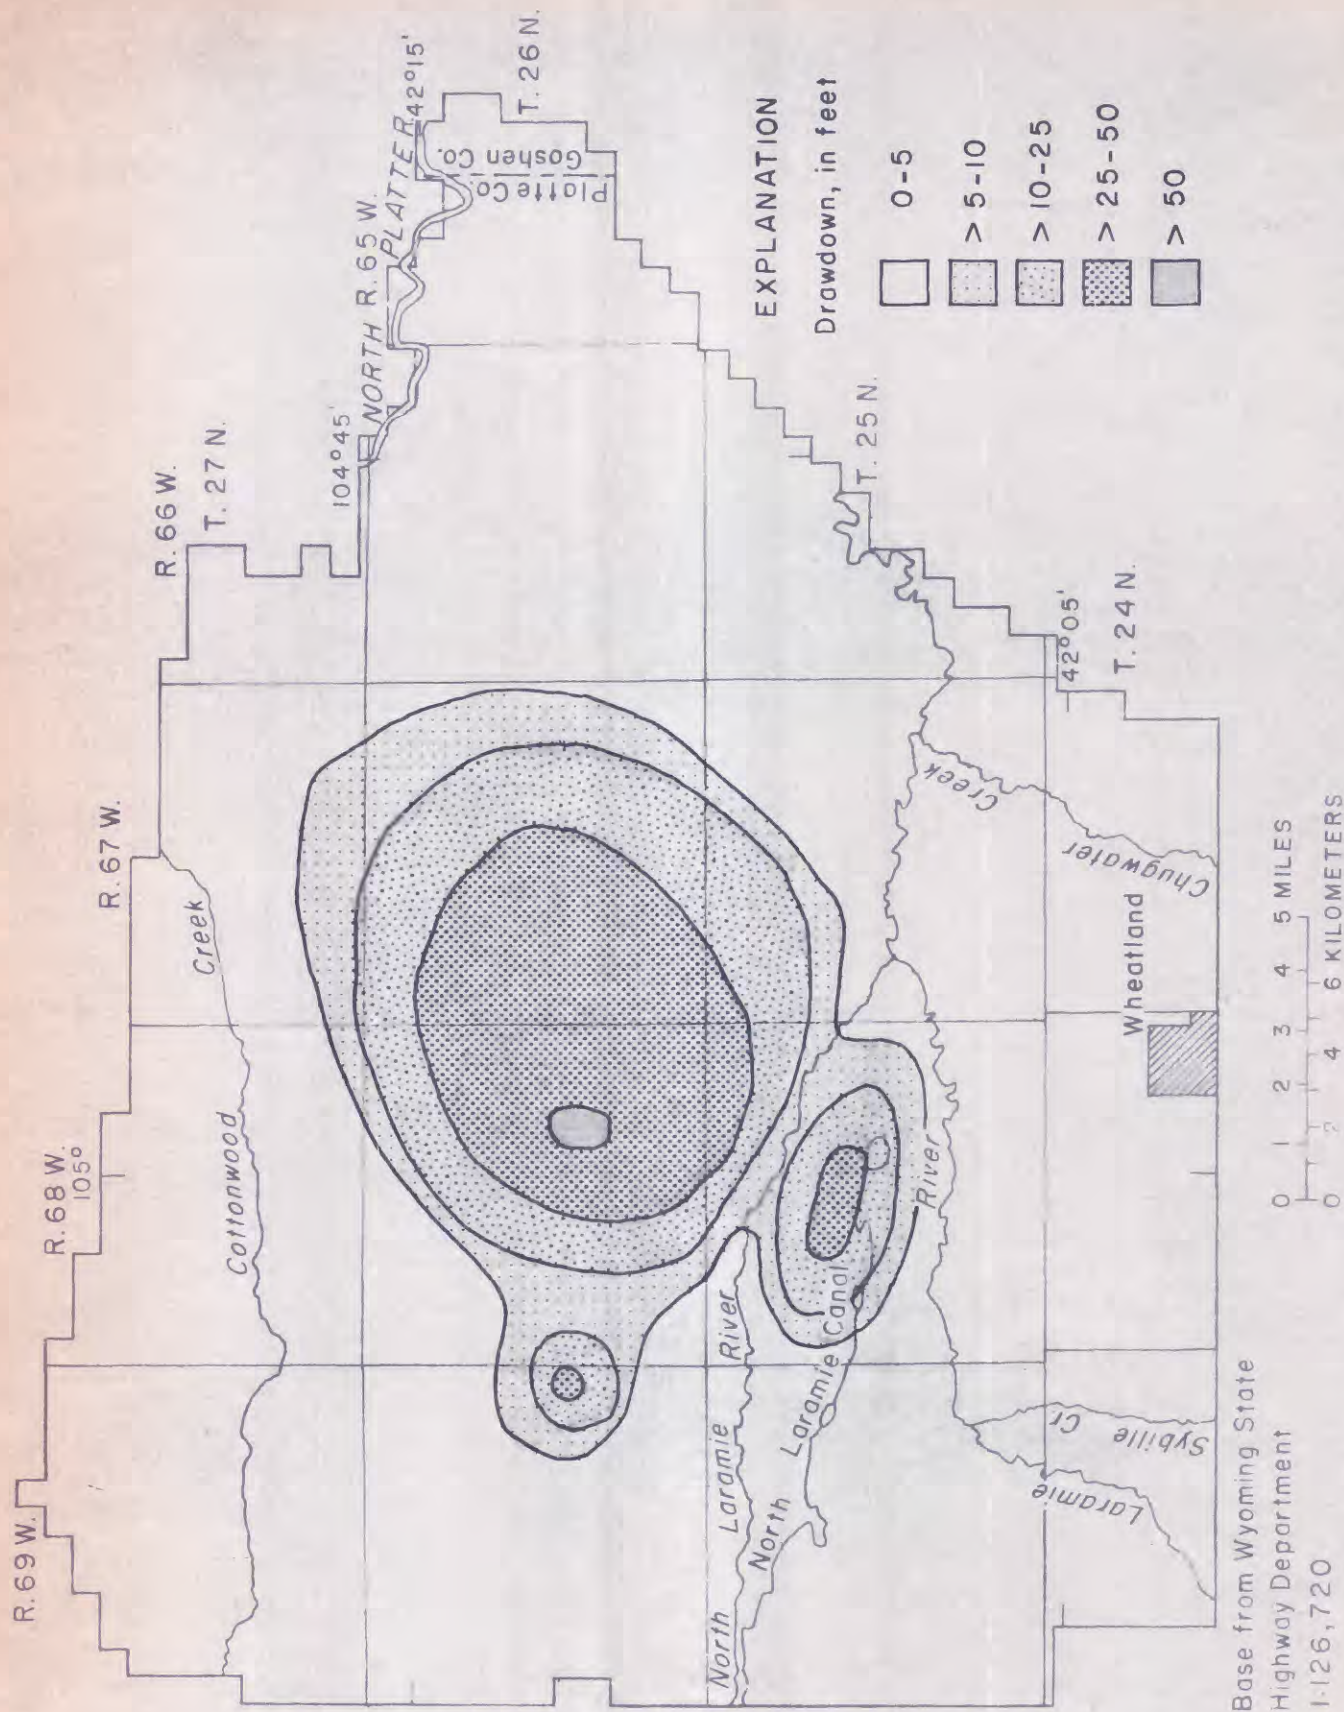 R. 69 W.
R. 68 W.
105°
R. 67 W.
R. 66 W.
T. 27 N.
104° 45'
R. 65 W.
NORTH PLATTE R.
42° 15'
T. 26 N.
Platte Co.
Goshen Co.
Cottonwood Creek
North Laramie River
North Laramie Canal
River
Laramie
Sybille Cr
Chugwater Creek
T. 25 N.
42° 05'
T. 24 N.
Wheatland
EXPLANATION
Drawdown, in feet
0-5
> 5-10
> 10-25
> 25-50
> 50
0 1 2 3 4 5 MILES
0 2 4 6 KILOMETERS
Base from Wyoming State
Highway Department
1:126,720